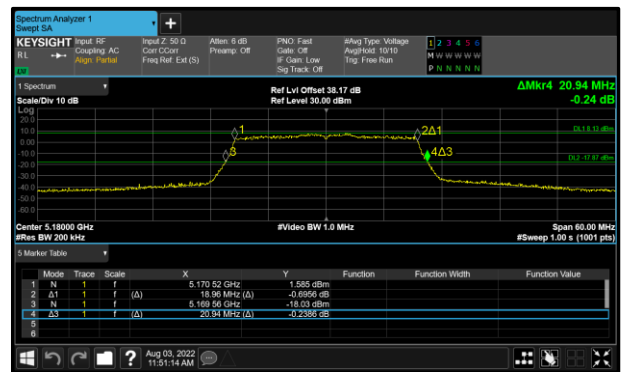 Spectrum Analyzer 1
Swept SA
+
KEYSIGHT Input: RF Input Z: 50 Ω Atten: 6 dB PNO: Fast #Avg Type: Voltage 1 2 3 4 5 6
RL Coupling: AC Corr CCorr Preamp: Off Gate: Off Avg|Hold: 10/10 M W W W W W
Align: Partial Freq Ref: Ext (S) IF Gain: Low Trig: Free Run
Sig Track: Off P N N N N N
LXI
1 Spectrum Ref Lvl Offset 38.17 dB ΔMkr4 20.94 MHz
Scale/Div 10 dB Ref Level 30.00 dBm -0.24 dB
Log
20.0
10.0 1 2Δ1 DL1 8.13 dBm
0.00
-10.0 3 4Δ3
-20.0 DL2 -17.87 dBm
-30.0
-40.0
-50.0
-60.0
Center 5.18000 GHz #Video BW 1.0 MHz Span 60.00 MHz
#Res BW 200 kHz #Sweep 1.00 s (1001 pts)
5 Marker Table
Mode Trace Scale X Y Function Function Width Function Value
1 N 1 f 5.170 52 GHz 1.585 dBm
2 Δ1 1 f (Δ) 18.96 MHz (Δ) -0.6956 dB
3 N 1 f 5.169 56 GHz -18.03 dBm
4 Δ3 1 f (Δ) 20.94 MHz (Δ) -0.2386 dB
5
6
? Aug 03, 2022
11:51:14 AM